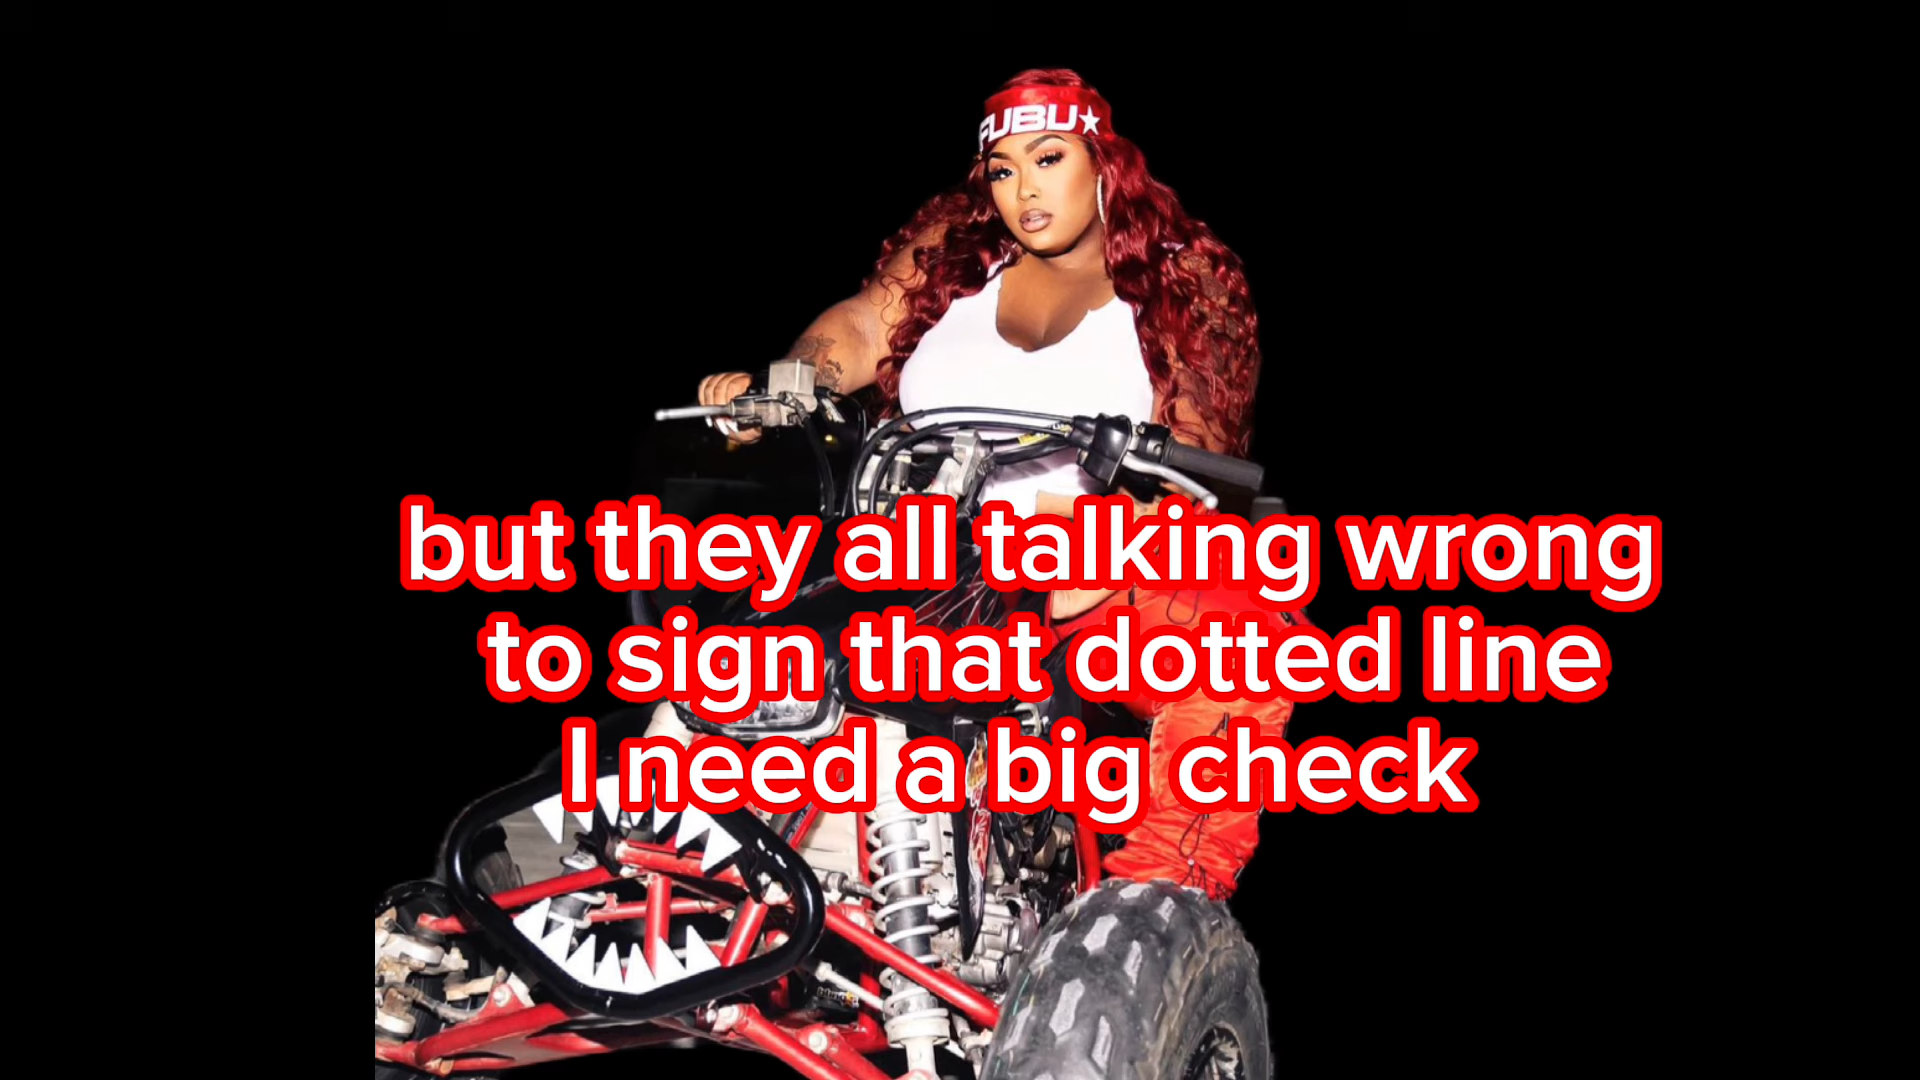 FUBU★
but they all talking wrong
to sign that dotted line
I need a big check